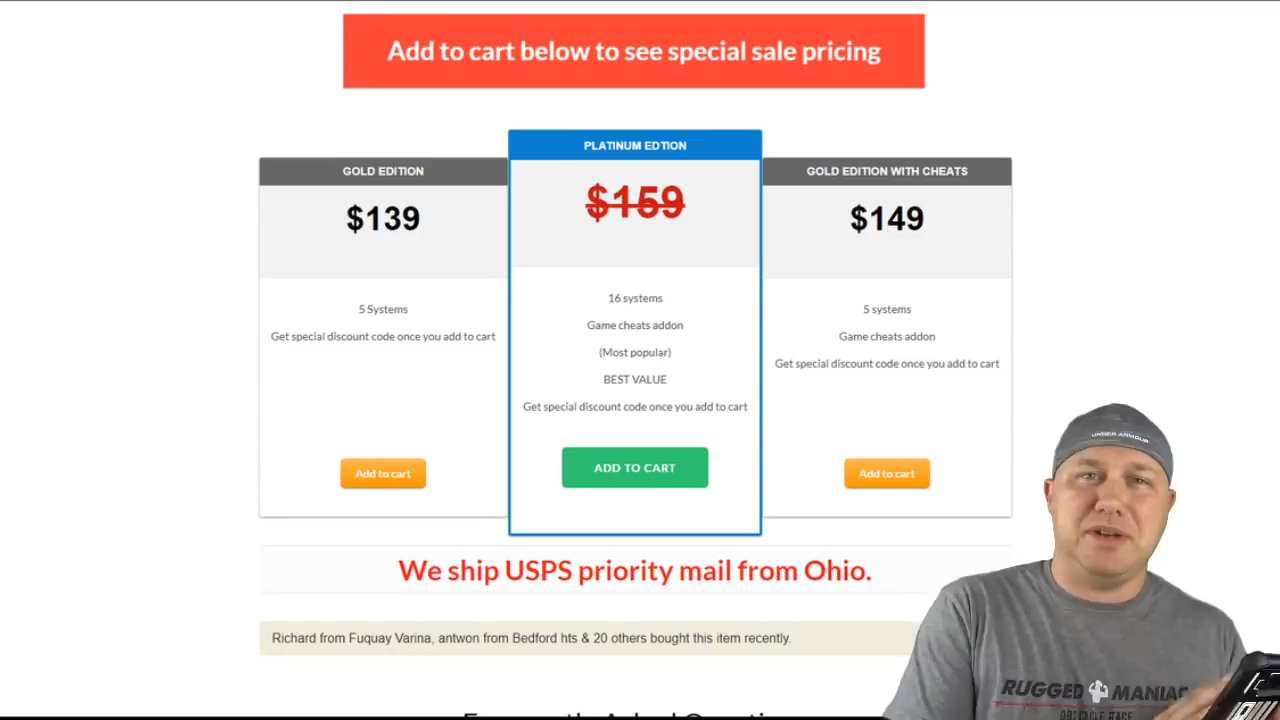 Add to cart below to see special sale pricing
GOLD EDITION
$139
5 Systems
Get special discount code once you add to cart
Add to cart
PLATINUM EDTION
$159
16 systems
Game cheats addon
(Most popular)
BEST VALUE
Get special discount code once you add to cart
ADD TO CART
GOLD EDITION WITH CHEATS
$149
5 systems
Game cheats addon
Get special discount code once you add to cart
Add to cart
We ship USPS priority mail from Ohio.
Richard from Fuquay Varina, antwon from Bedford hts & 20 others bought this item recently.
UNDER ARMOUR
RUGGED MANIAC
OBSTACLE RACE